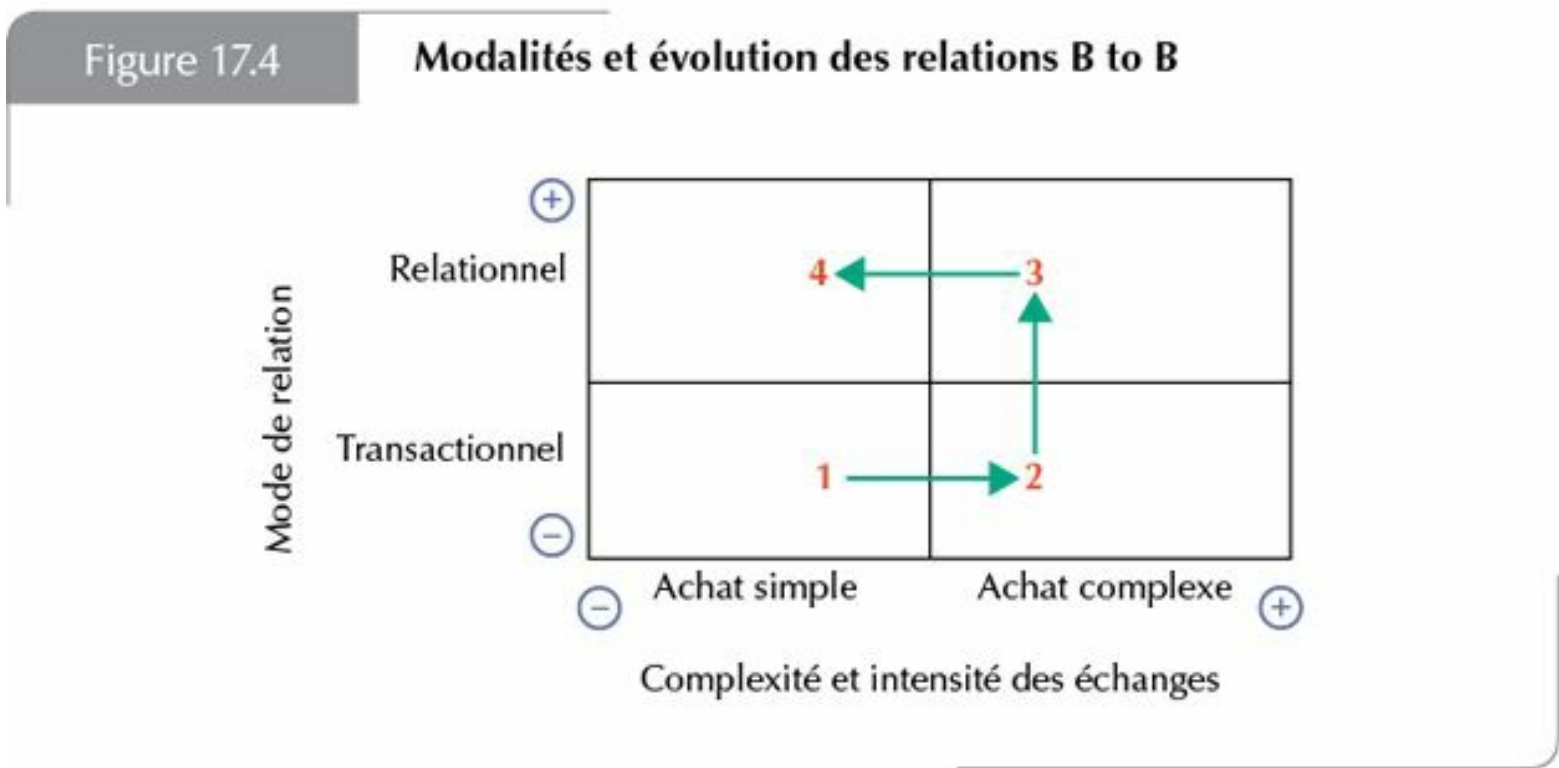 Figure 17.4
Modalités et évolution des relations B to B
+
Relationnel
4
3
Mode de relation
Transactionnel
1
2
−
−
Achat simple
Achat complexe
+
Complexité et intensité des échanges